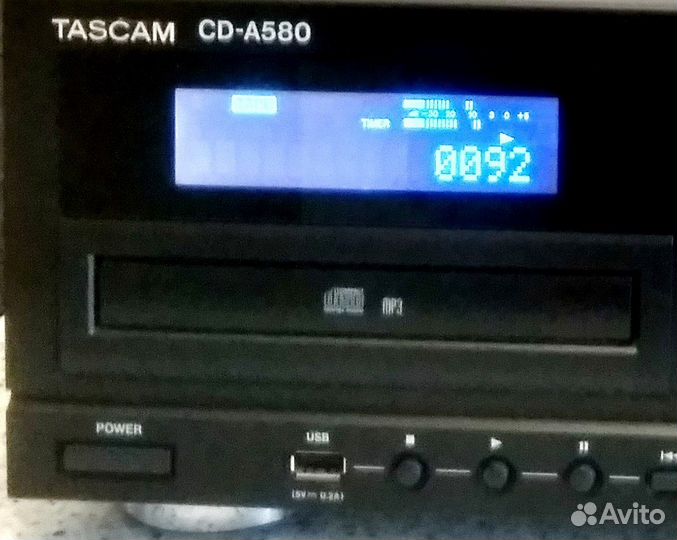 TASCAM CD-A580
TIMER
0092
MP3
POWER
USB
(5V 0.2A)
Avito